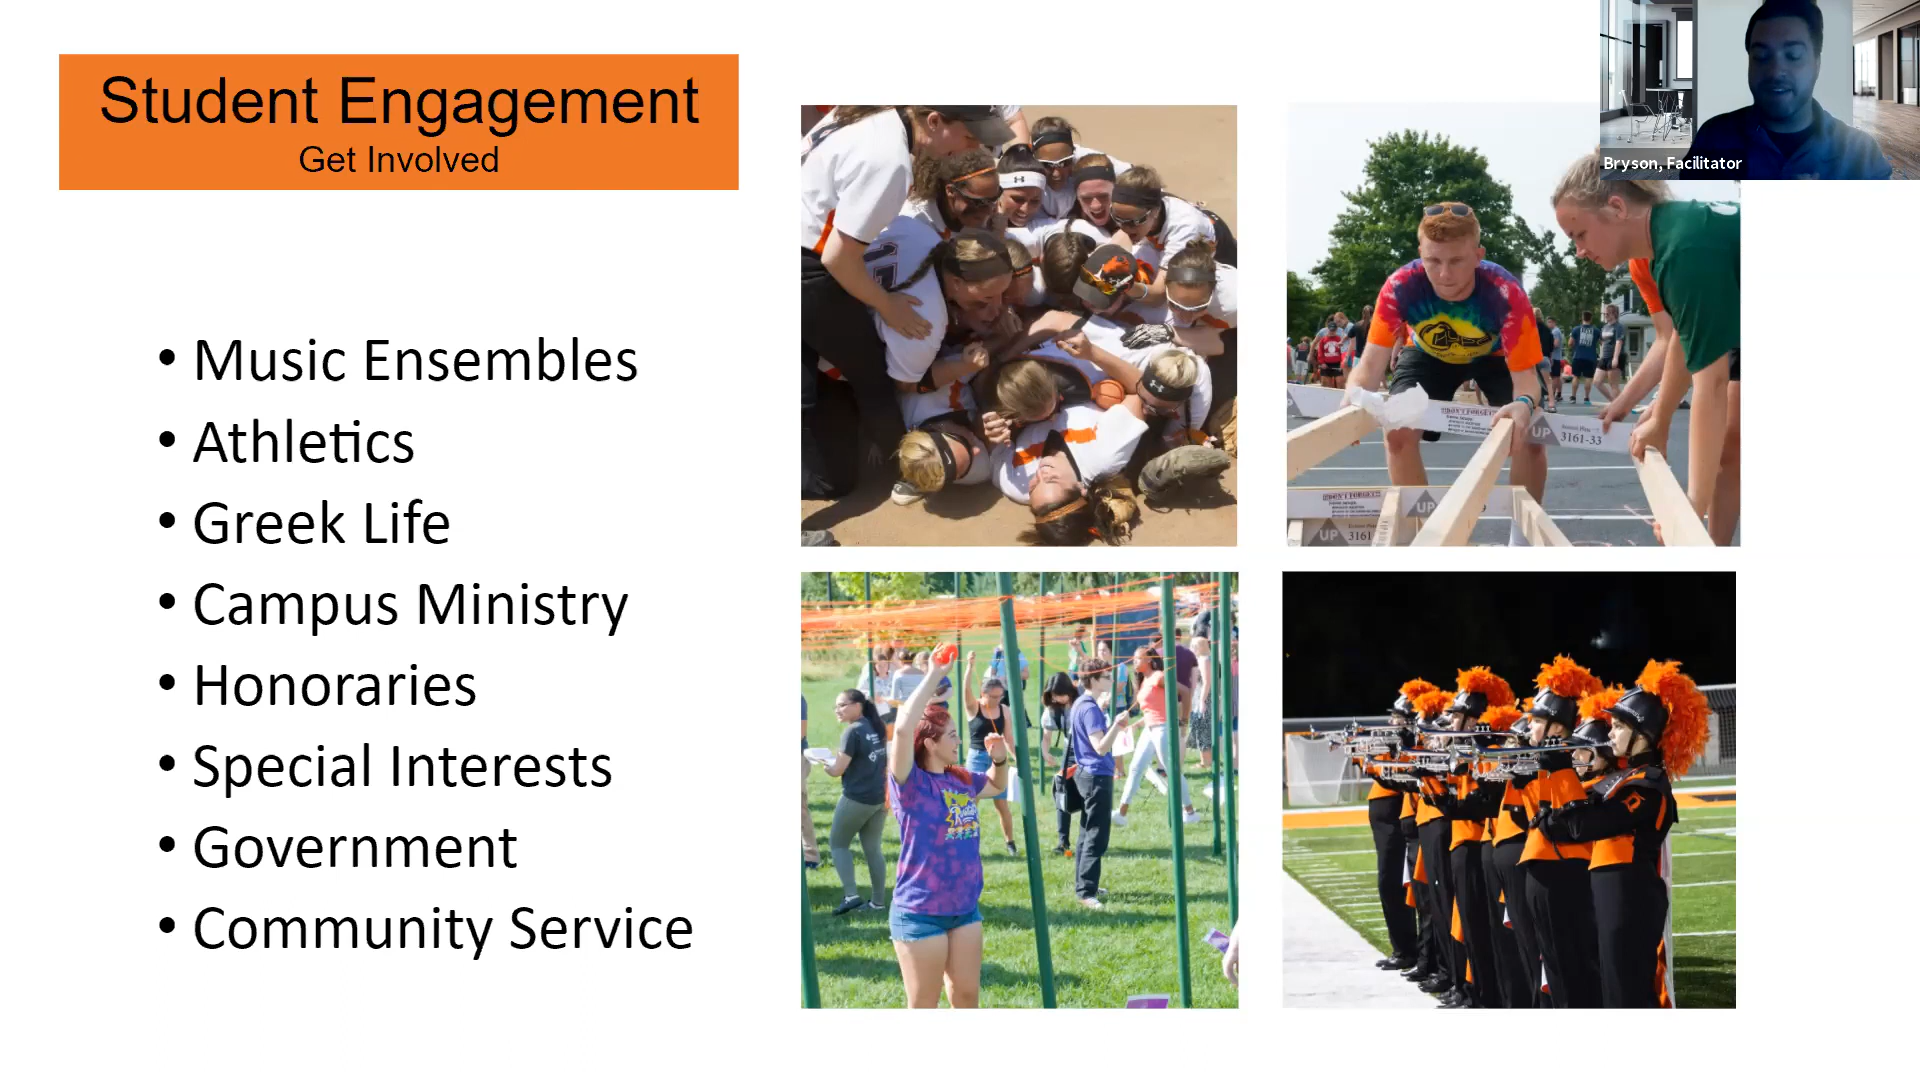 Student Engagement
Get Involved
• Music Ensembles
• Athletics
• Greek Life
• Campus Ministry
• Honoraries
• Special Interests
• Government
• Community Service
Bryson, Facilitator
UP
3161-33
UP
UP
3161